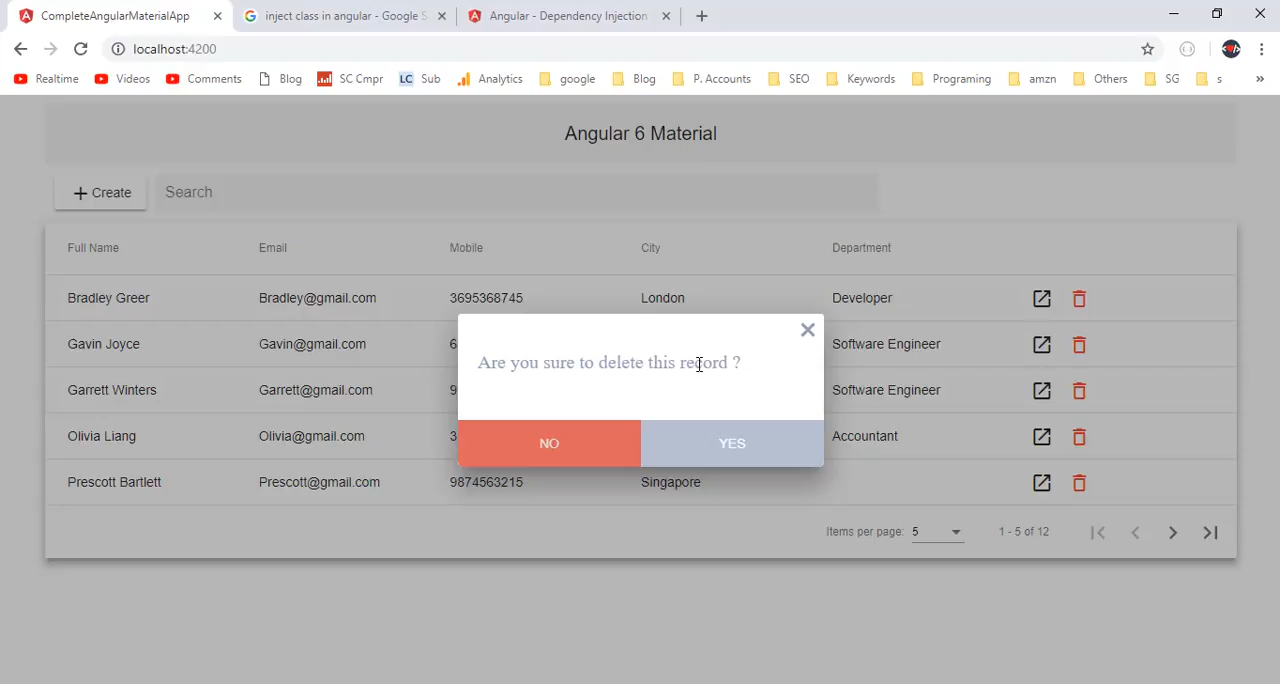 CompleteAngularMaterialApp
inject class in angular - Google S
Angular - Dependency Injection
localhost:4200
Realtime Videos Comments Blog SC Cmpr LC Sub Analytics google Blog P. Accounts SEO Keywords Programing amzn Others SG s »
Angular 6 Material
+ Create Search
Full Name Email Mobile City Department
Bradley Greer Bradley@gmail.com 3695368745 London Developer
Gavin Joyce Gavin@gmail.com 6 Software Engineer
Garrett Winters Garrett@gmail.com 9 Software Engineer
Olivia Liang Olivia@gmail.com 3 Accountant
Prescott Bartlett Prescott@gmail.com 9874563215 Singapore
Are you sure to delete this record ?
NO YES
Items per page: 5 1 - 5 of 12